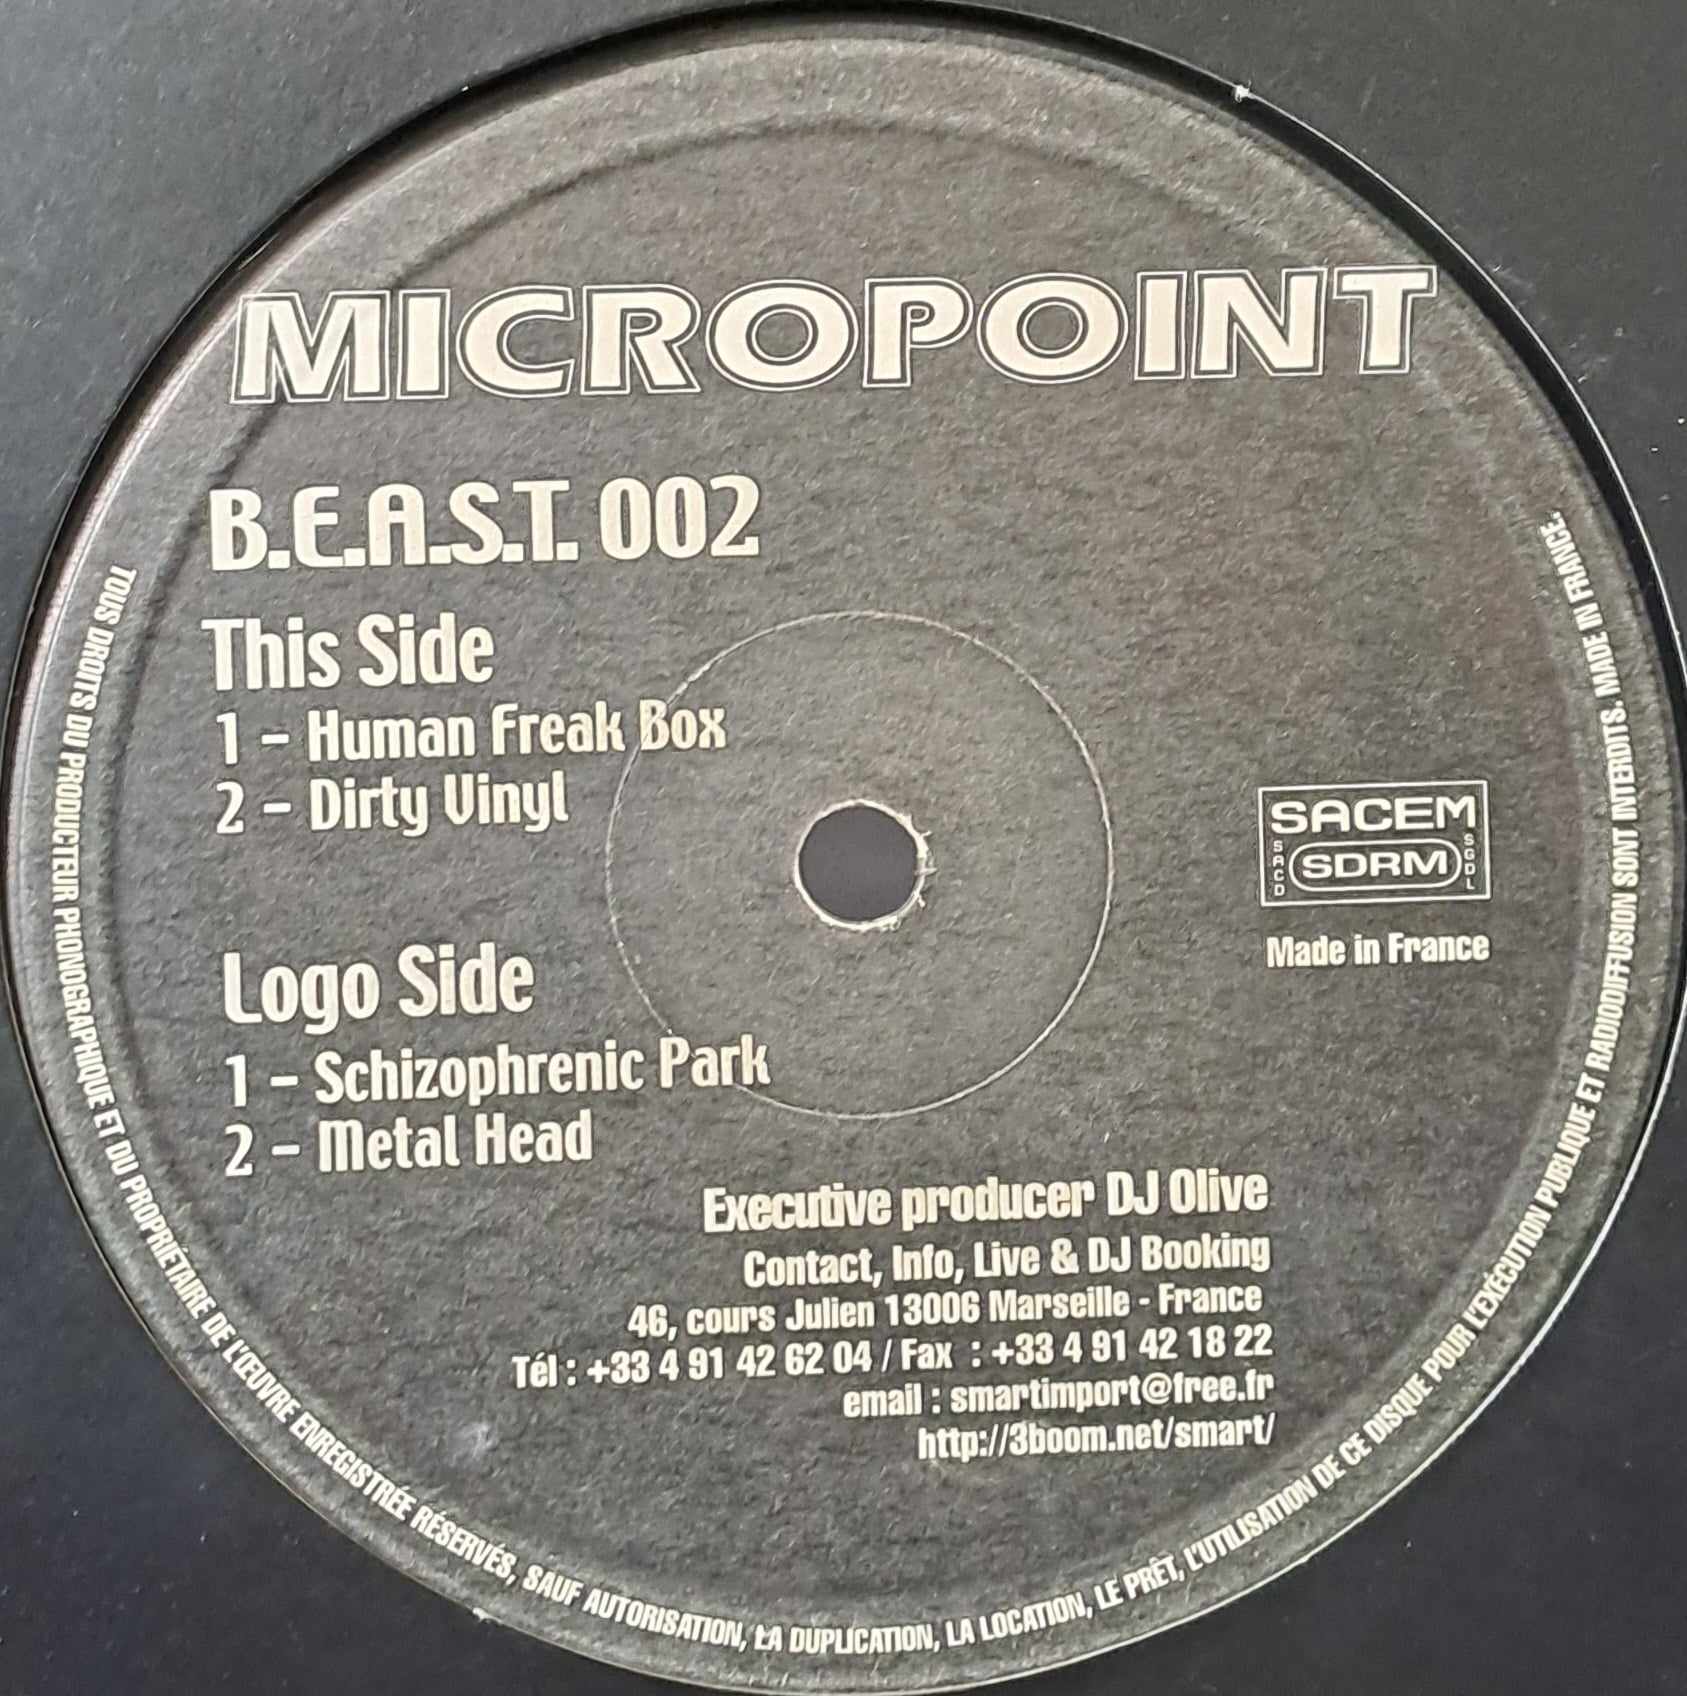 MICROPOINT
B.E.A.S.T. 002
This Side
1 - Human Freak Box
2 - Dirty Vinyl
SACEM
SACD
SDRM
SGDL
Made in France
Logo Side
1 - Schizophrenic Park
2 - Metal Head
Executive producer DJ Olive
Contact, Info, Live & DJ Booking
46, cours Julien 13006 Marseille - France
Tél : +33 4 91 42 62 04 / Fax : +33 4 91 42 18 22
email : smartimport@free.fr
http://3boom.net/smart/
TOUS DROITS DU PRODUCTEUR PHONOGRAPHIQUE ET DU PROPRIÉTAIRE DE L'ŒUVRE ENREGISTRÉE RÉSERVÉS, SAUF AUTORISATION, LA DUPLICATION, LA LOCATION, LE PRÊT, L'UTILISATION DE CE DISQUE POUR L'EXÉCUTION PUBLIQUE ET RADIODIFFUSION SONT INTERDITS. MADE IN FRANCE.